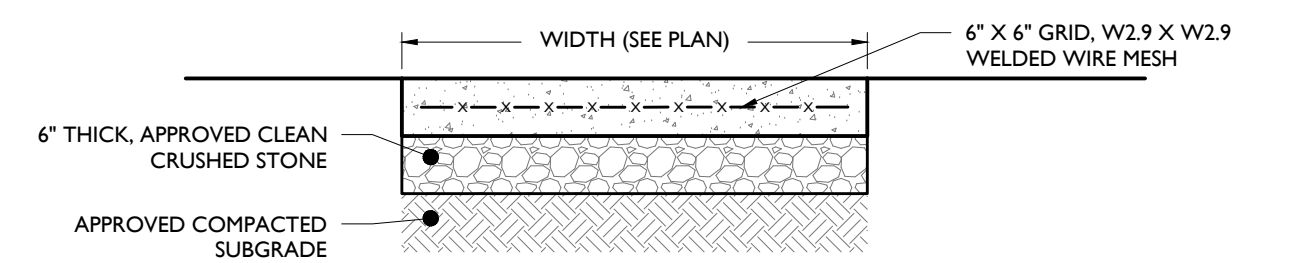 WIDTH (SEE PLAN)
6" X 6" GRID, W2.9 X W2.9
WELDED WIRE MESH
X X X X X X X X X
6" THICK, APPROVED CLEAN
CRUSHED STONE
APPROVED COMPACTED
SUBGRADE